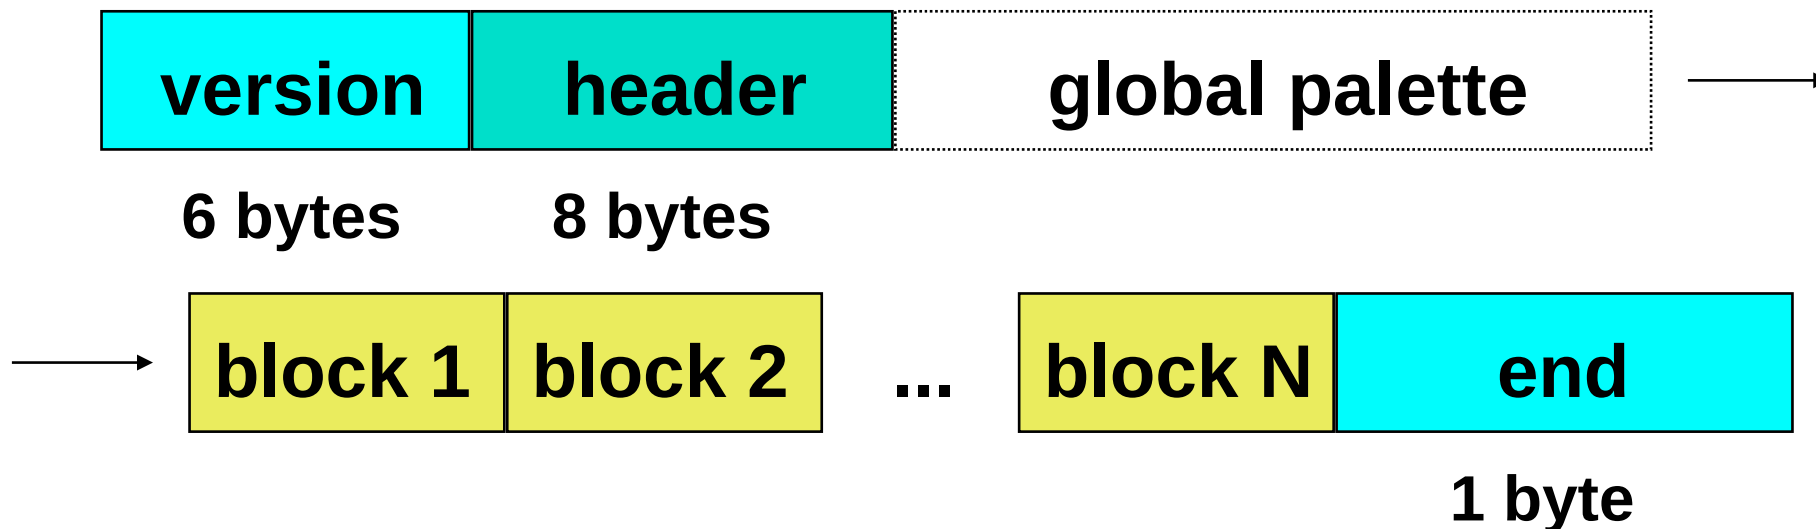 version header global palette
6 bytes 8 bytes
block 1 block 2 ... block N end
1 byte